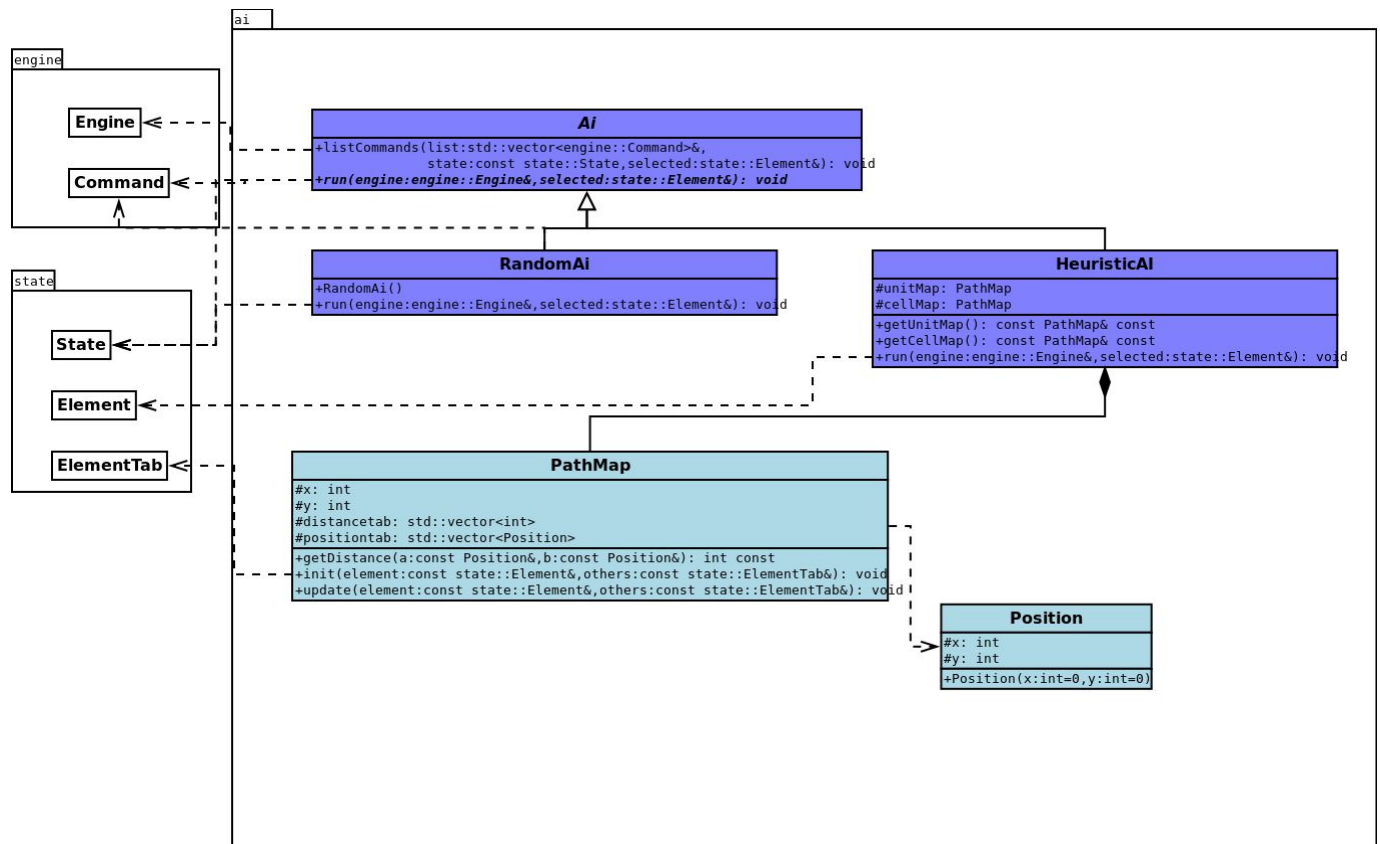 ai
engine
Engine
Command
state
State
Element
ElementTab
Ai
+listCommands(list:std::vector<engine::Command>&,
state:const state::State,selected:state::Element&): void
+run(engine:engine::Engine&,selected:state::Element&): void
RandomAi
+RandomAi()
+run(engine:engine::Engine&,selected:state::Element&): void
HeuristicAI
#unitMap: PathMap
#cellMap: PathMap
+getUnitMap(): const PathMap& const
+getCellMap(): const PathMap& const
+run(engine:engine::Engine&,selected:state::Element&): void
PathMap
#x: int
#y: int
#distancetab: std::vector<int>
#positiontab: std::vector<Position>
+getDistance(a:const Position&,b:const Position&): int const
+init(element:const state::Element&,others:const state::ElementTab&): void
+update(element:const state::Element&,others:const state::ElementTab&): void
Position
#x: int
#y: int
+Position(x:int=0,y:int=0)